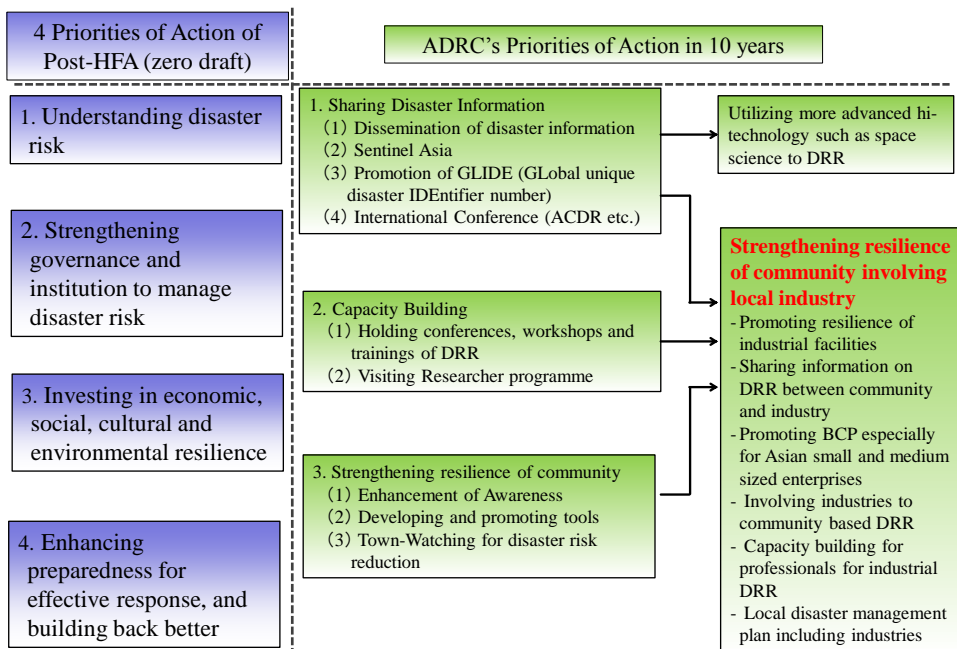 4 Priorities of Action of
Post-HFA (zero draft)
ADRC’s Priorities of Action in 10 years
1. Understanding disaster
risk
2. Strengthening
governance and
institution to manage
disaster risk
3. Investing in economic,
social, cultural and
environmental resilience
4. Enhancing
preparedness for
effective response, and
building back better
1. Sharing Disaster Information
(1) Dissemination of disaster information
(2) Sentinel Asia
(3) Promotion of GLIDE (GLobal unique
disaster IDEntifier number)
(4) International Conference (ACDR etc.)
2. Capacity Building
(1) Holding conferences, workshops and
trainings of DRR
(2) Visiting Researcher programme
3. Strengthening resilience of community
(1) Enhancement of Awareness
(2) Developing and promoting tools
(3) Town-Watching for disaster risk
reduction
Utilizing more advanced hi-
technology such as space
science to DRR
Strengthening resilience
of community involving
local industry
- Promoting resilience of
industrial facilities
- Sharing information on
DRR between community
and industry
- Promoting BCP especially
for Asian small and medium
sized enterprises
- Involving industries to
community based DRR
- Capacity building for
professionals for industrial
DRR
- Local disaster management
plan including industries